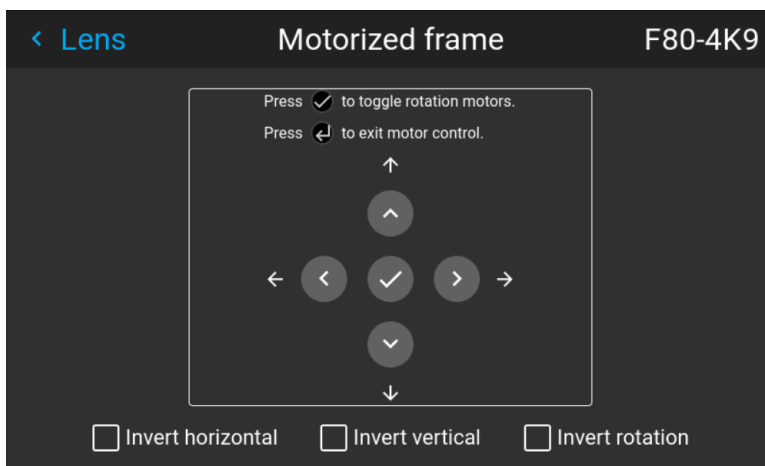 Lens
Motorized frame
F80-4K9
Press to toggle rotation motors.
Press to exit motor control.
Invert horizontal
Invert vertical
Invert rotation